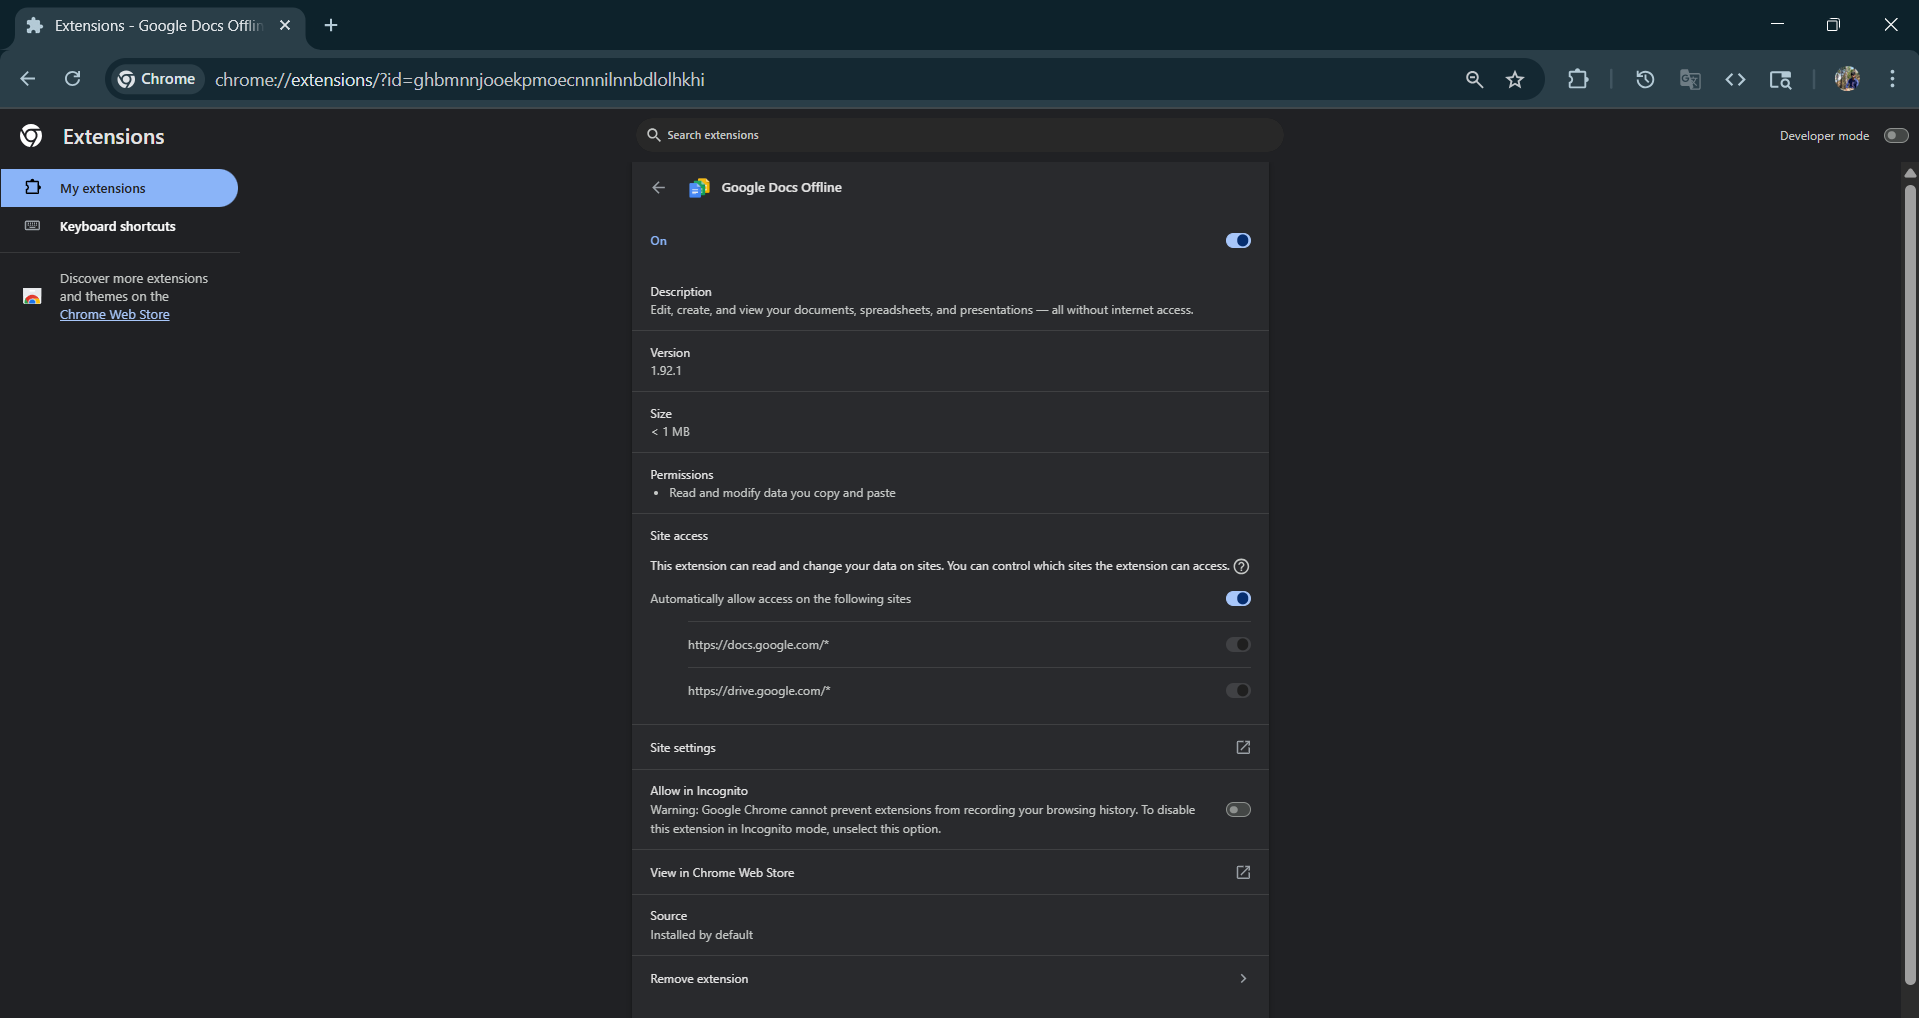 Extensions - Google Docs Offlin
Chrome
chrome://extensions/?id=ghbmnnjooekpmoecnnnilnnbdlolhkhi
Extensions
Search extensions
Developer mode
My extensions
Keyboard shortcuts
Discover more extensions
and themes on the
Chrome Web Store
Google Docs Offline
On
Description
Edit, create, and view your documents, spreadsheets, and presentations — all without internet access.
Version
1.92.1
Size
< 1 MB
Permissions
• Read and modify data you copy and paste
Site access
This extension can read and change your data on sites. You can control which sites the extension can access.
Automatically allow access on the following sites
https://docs.google.com/*
https://drive.google.com/*
Site settings
Allow in Incognito
Warning: Google Chrome cannot prevent extensions from recording your browsing history. To disable
this extension in Incognito mode, unselect this option.
View in Chrome Web Store
Source
Installed by default
Remove extension